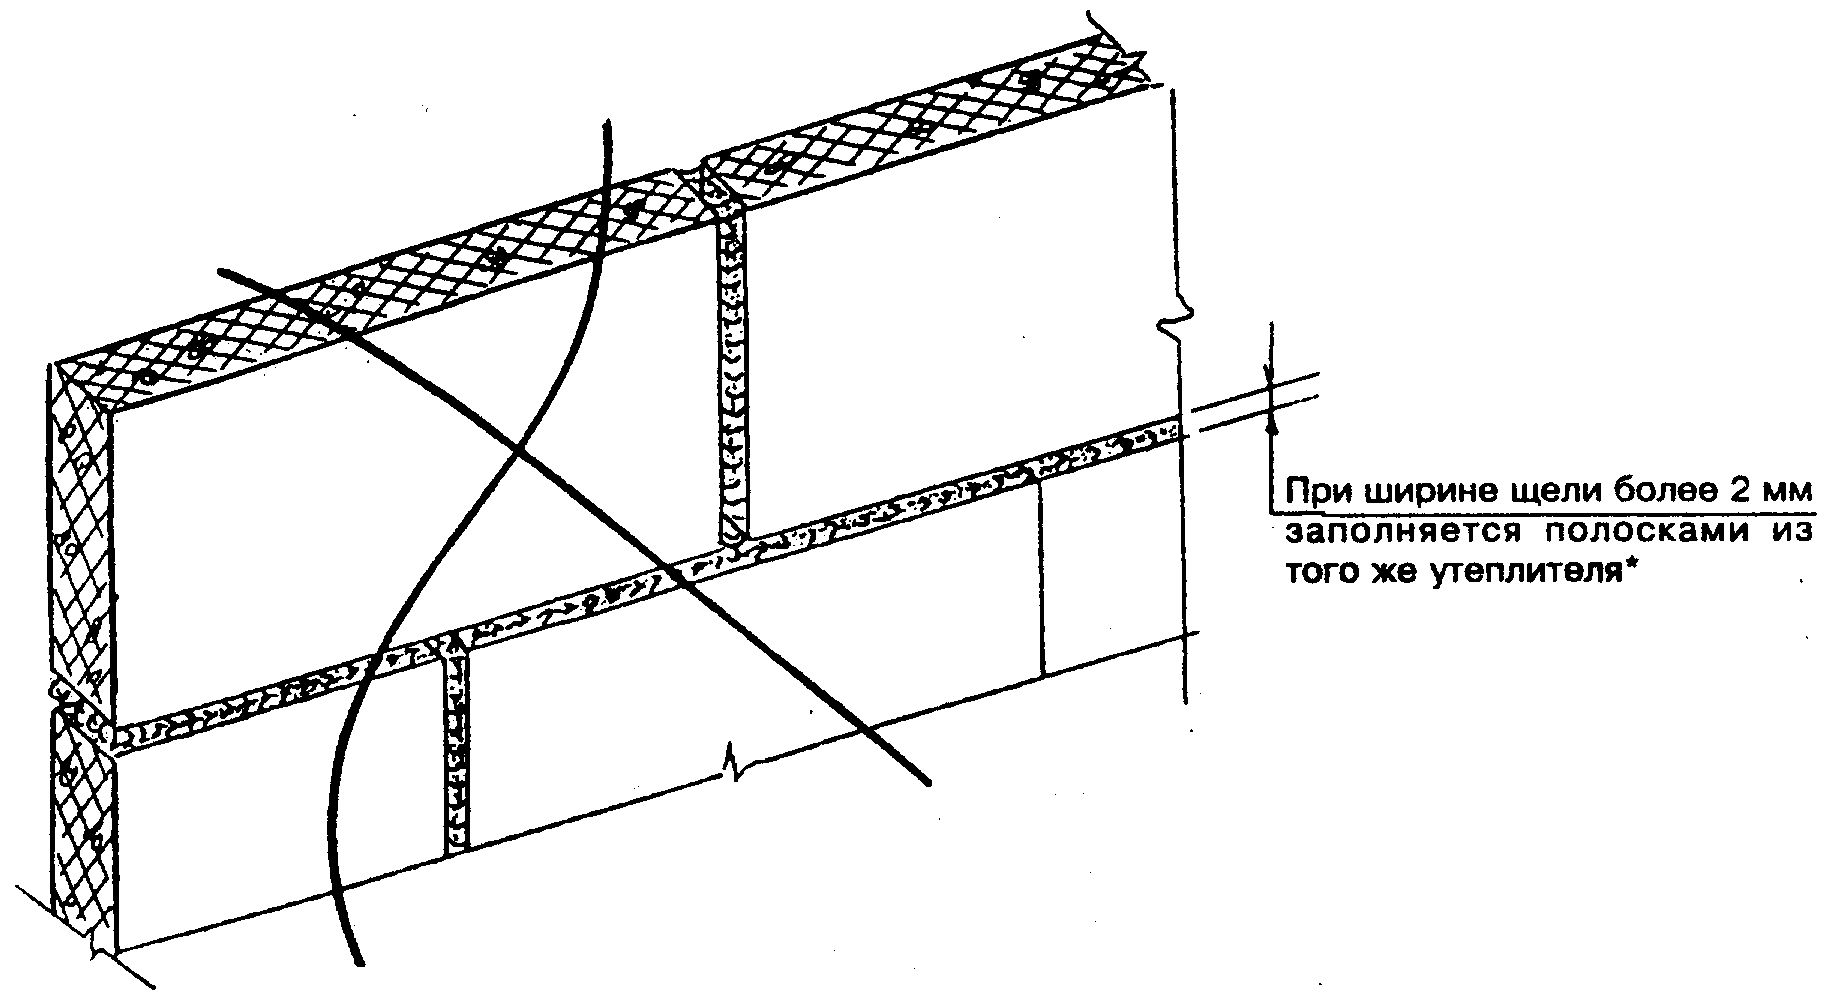 При ширине щели более 2 мм
заполняется полосками из
того же утеплителя*